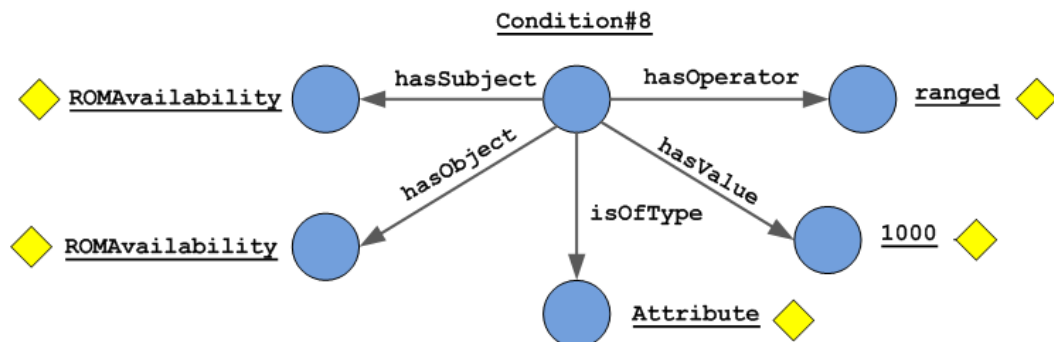 Condition#8
hasSubject
hasOperator
ROMAvailability
ranged
hasObject
hasValue
isOfType
ROMAvailability
1000
Attribute